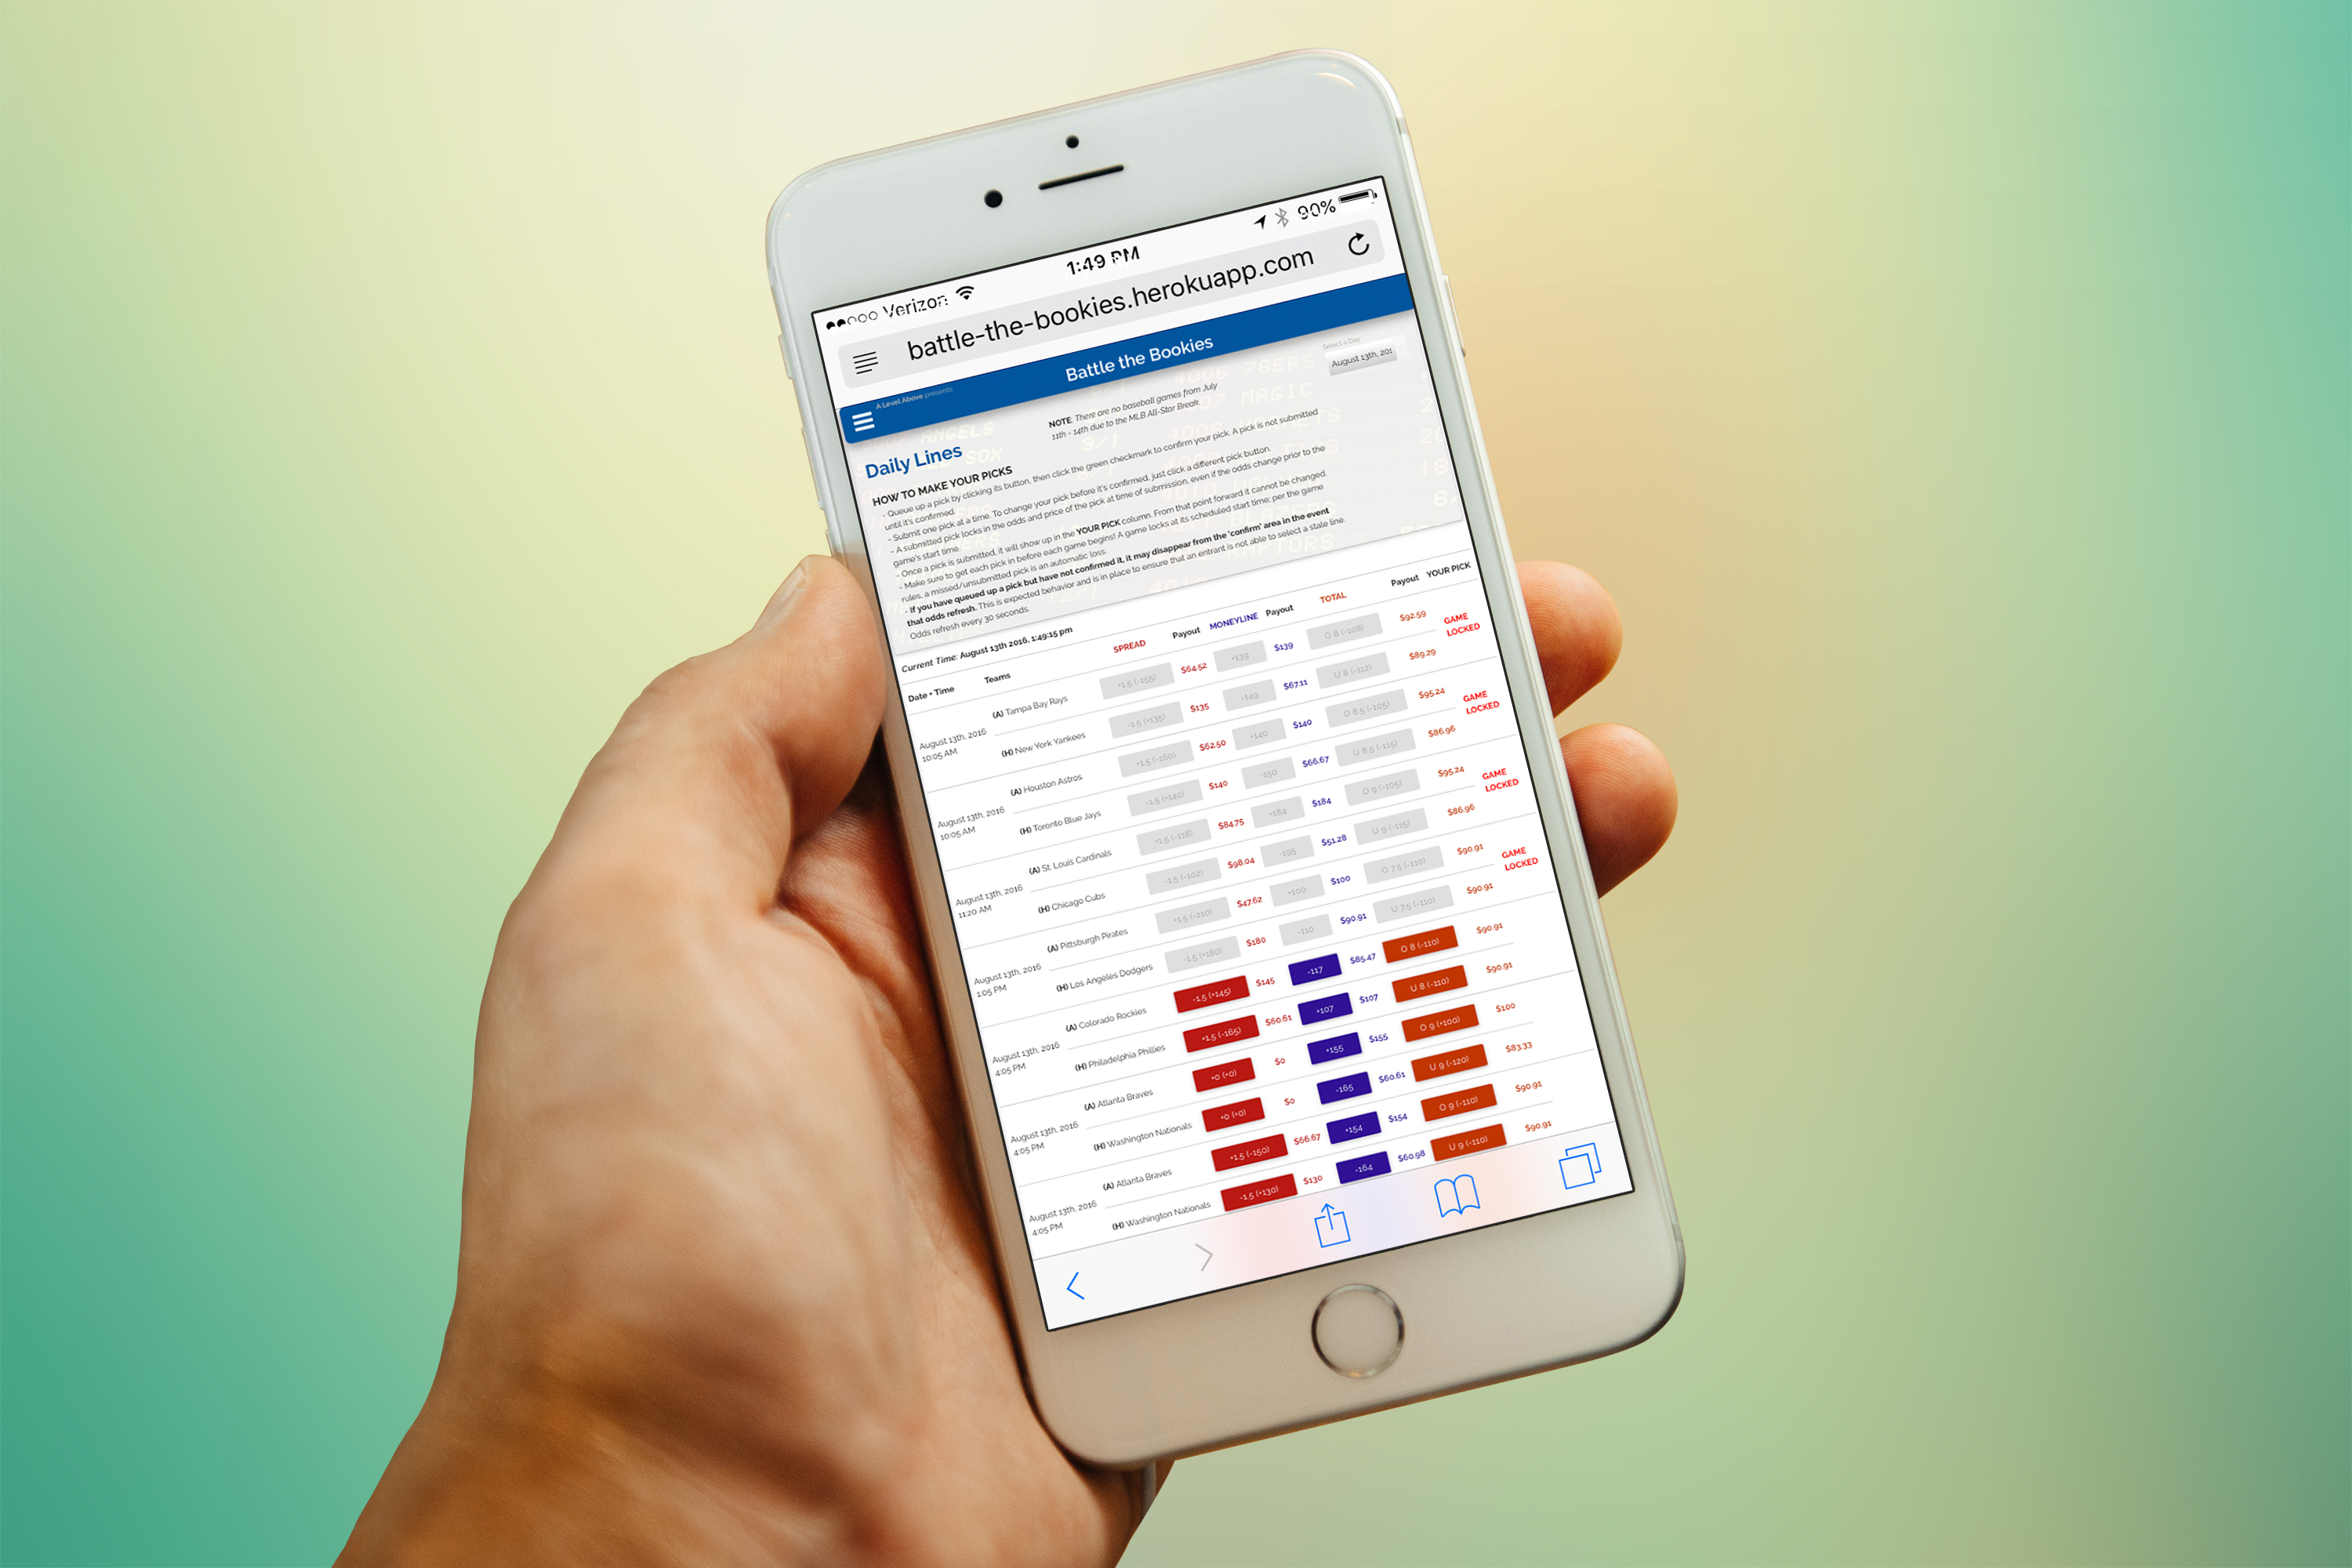 Verizon 1:49 PM 90%
battle-the-bookies.herokuapp.com
A Level Above presents
Battle the Bookies
Daily Lines
NOTE: There are no baseball games from July
11th - 14th due to the MLB All-Star Break.
Select a Day
August 13th, 201
HOW TO MAKE YOUR PICKS
- Queue up a pick by clicking its button, then click the green checkmark to confirm your pick. A pick is not submitted
until it's confirmed.
- Submit one pick at a time. To change your pick before it's confirmed, just click a different pick button.
- A submitted pick locks in the odds and price of the pick at time of submission, even if the odds change prior to the
game's start time.
- Once a pick is submitted, it will show up in the YOUR PICK column. From that point forward it cannot be changed.
- Make sure to get each pick in before each game begins! A game locks at its scheduled start time; per the game
rules, a missed/unsubmitted pick is an automatic loss.
- If you have queued up a pick but have not confirmed it, it may disappear from the 'confirm' area in the event
that odds refresh. This is expected behavior and is in place to ensure that an entrant is not able to select a stale line.
Odds refresh every 30 seconds.
Current Time: August 13th 2016, 1:49:15 pm
Date + Time Teams SPREAD Payout MONEYLINE Payout TOTAL Payout YOUR PICK
August 13th, 2016
10:05 AM
(A) Tampa Bay Rays +1.5 (-155) $64.52 +139 $139 O 8 (-108) $92.59
(H) New York Yankees -1.5 (+135) $135 -149 $67.11 U 8 (-112) $89.29
GAME
LOCKED
August 13th, 2016
10:05 AM
(A) Houston Astros +1.5 (-160) $62.50 +140 $140 O 8.5 (-105) $95.24
(H) Toronto Blue Jays -1.5 (+140) $140 -150 $66.67 U 8.5 (-115) $86.96
GAME
LOCKED
August 13th, 2016
11:20 AM
(A) St. Louis Cardinals +1.5 (-118) $84.75 +184 $184 O 9 (-105) $95.24
(H) Chicago Cubs -1.5 (-102) $98.04 -195 $51.28 U 9 (-115) $86.96
GAME
LOCKED
August 13th, 2016
1:05 PM
(A) Pittsburgh Pirates +1.5 (-210) $47.62 +100 $100 O 7.5 (-110) $90.91
(H) Los Angeles Dodgers -1.5 (+180) $180 -110 $90.91 U 7.5 (-110) $90.91
GAME
LOCKED
August 13th, 2016
4:05 PM
(A) Colorado Rockies -1.5 (+145) $145 -117 $85.47 O 8 (-110) $90.91
(H) Philadelphia Phillies +1.5 (-165) $60.61 +107 $107 U 8 (-110) $90.91
August 13th, 2016
4:05 PM
(A) Atlanta Braves +0 (+0) $0 +155 $155 O 9 (+100) $100
(H) Washington Nationals +0 (+0) $0 -165 $60.61 U 9 (-120) $83.33
August 13th, 2016
4:05 PM
(A) Atlanta Braves +1.5 (-150) $66.67 +154 $154 O 9 (-110) $90.91
(H) Washington Nationals -1.5 (+130) $130 -164 $60.98 U 9 (-110) $90.91